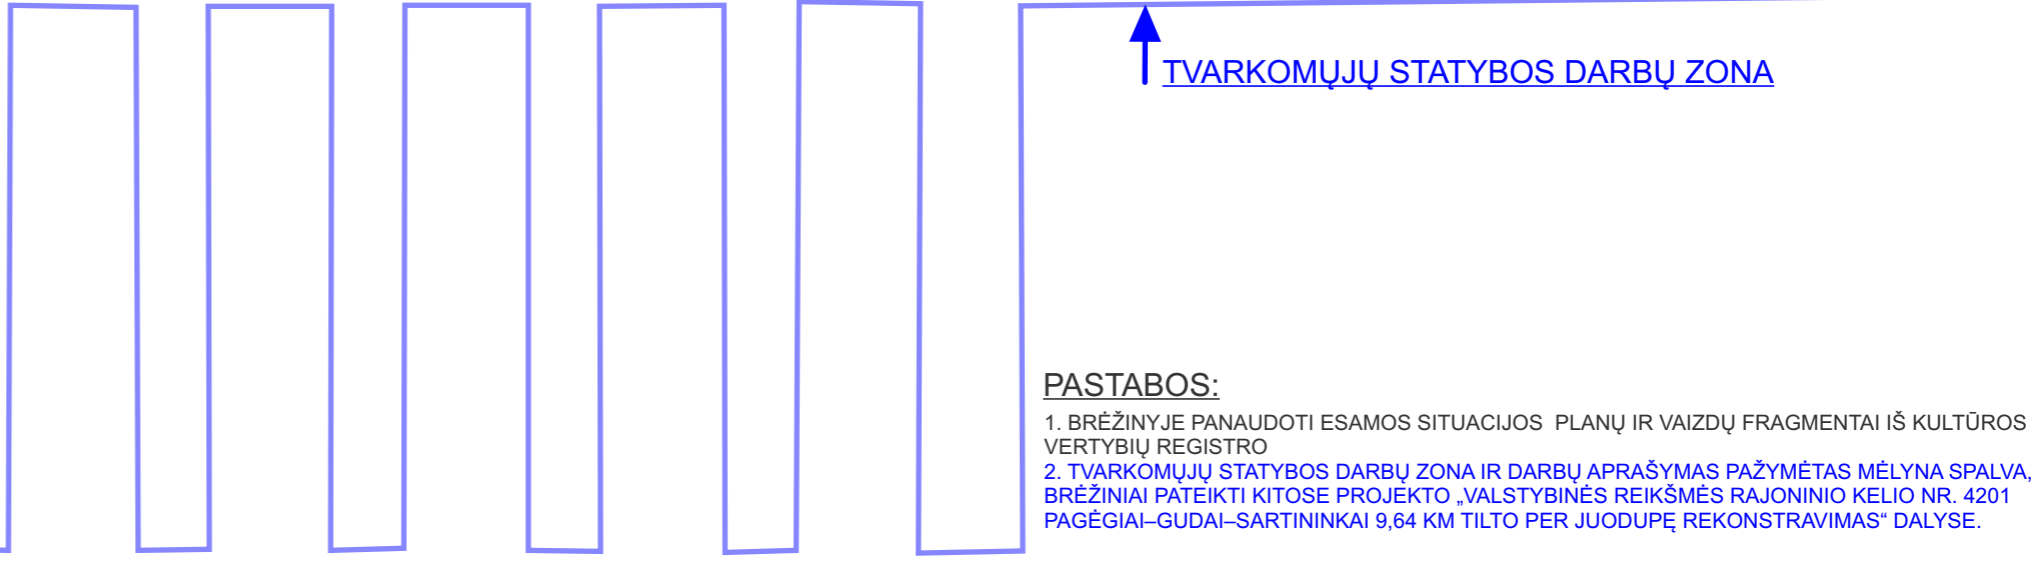 TVARKOMŲJŲ STATYBOS DARBŲ ZONA
PASTABOS:
1. BRĖŽINYJE PANAUDOTI ESAMOS SITUACIJOS PLANŲ IR VAIZDŲ FRAGMENTAI IŠ KULTŪROS
VERTYBIŲ REGISTRO
2. TVARKOMŲJŲ STATYBOS DARBŲ ZONA IR DARBŲ APRAŠYMAS PAŽYMĖTAS MĖLYNA SPALVA,
BRĖŽINIAI PATEIKTI KITOSE PROJEKTO „VALSTYBINĖS REIKŠMĖS RAJONINIO KELIO NR. 4201
PAGĖGIAI–GUDAI–SARTININKAI 9,64 KM TILTO PER JUODUPĘ REKONSTRAVIMAS“ DALYSE.